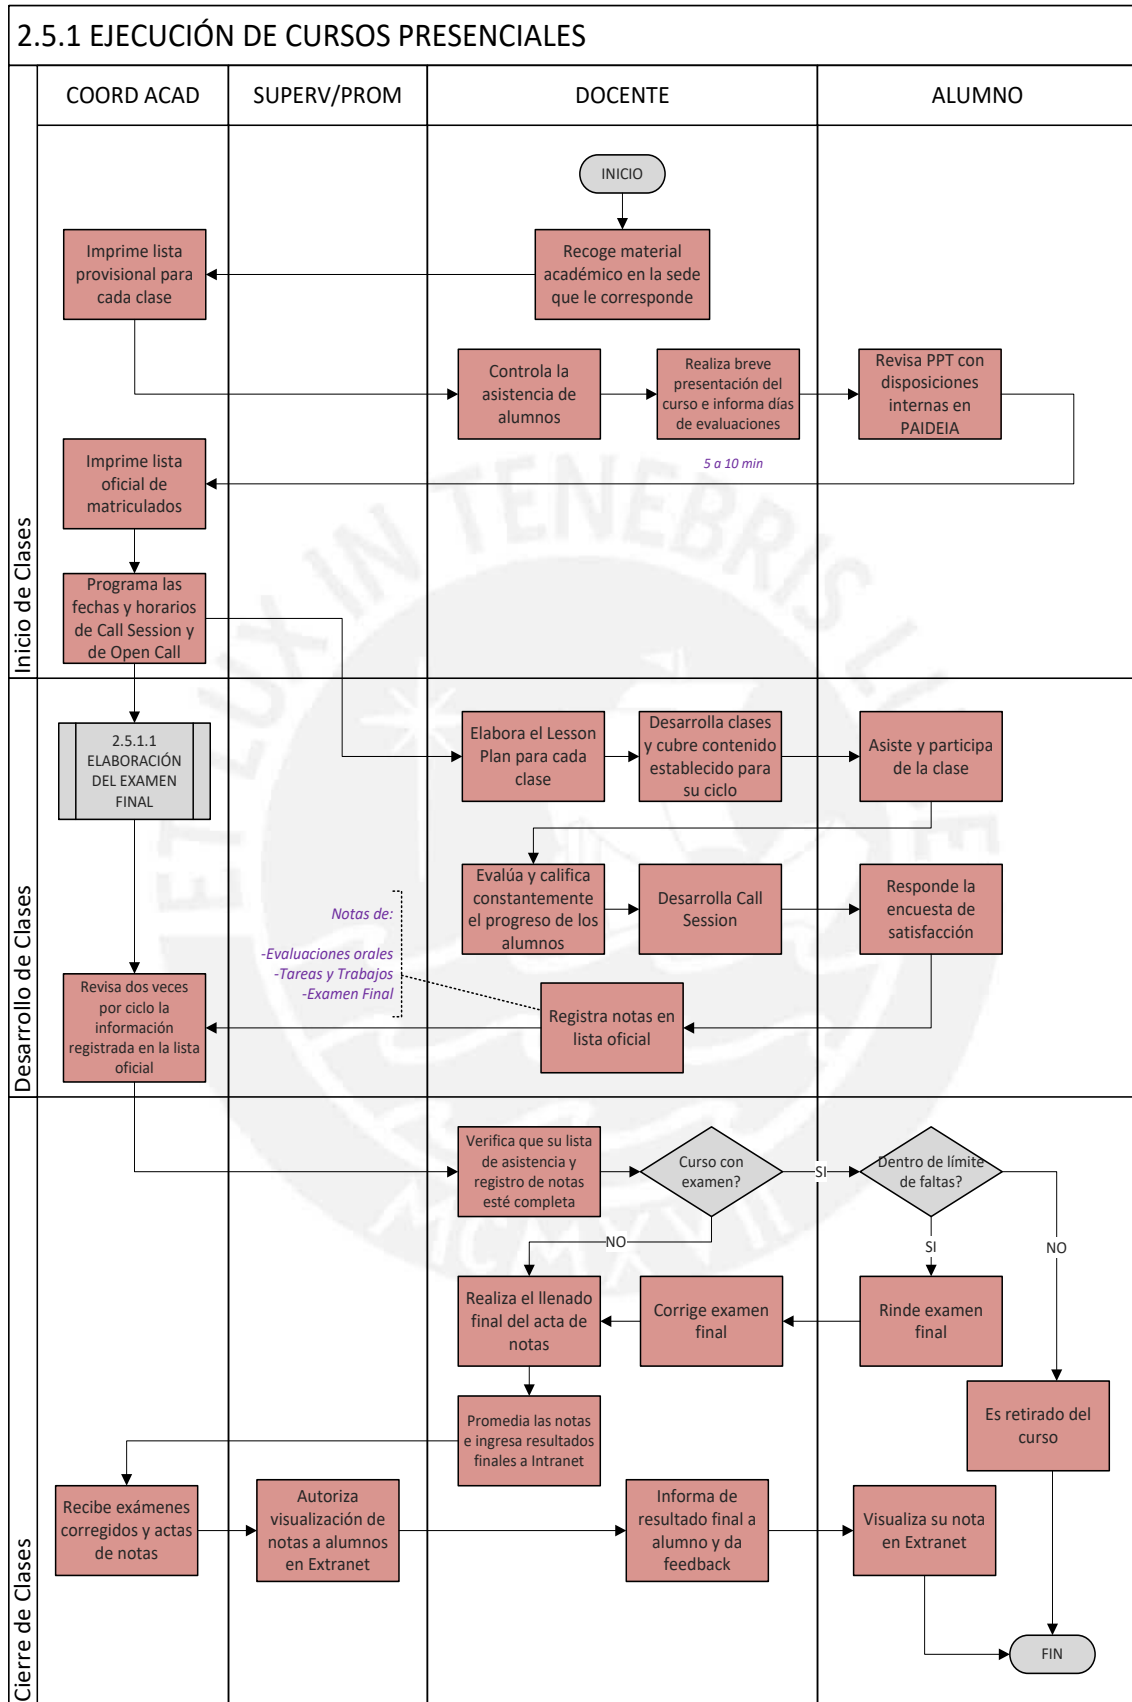 2.5.1 EJECUCIÓN DE CURSOS PRESENCIALES
COORD ACAD
SUPERV/PROM
DOCENTE
ALUMNO
Inicio de Clases
INICIO
Recoge material
académico en la sede
que le corresponde
Imprime lista
provisional para
cada clase
Controla la
asistencia de
alumnos
Realiza breve
presentación del
curso e informa días
de evaluaciones
5 a 10 min
Revisa PPT con
disposiciones
internas en
PAIDEIA
Imprime lista
oficial de
matriculados
Programa las
fechas y horarios
de Call Session y
de Open Call
Desarrollo de Clases
2.5.1.1
ELABORACIÓN
DEL EXAMEN
FINAL
Elabora el Lesson
Plan para cada
clase
Desarrolla clases
y cubre contenido
establecido para
su ciclo
Asiste y participa
de la clase
Evalúa y califica
constantemente
el progreso de los
alumnos
Desarrolla Call
Session
Responde la
encuesta de
satisfacción
Notas de:
-Evaluaciones orales
-Tareas y Trabajos
-Examen Final
Registra notas en
lista oficial
Revisa dos veces
por ciclo la
información
registrada en la lista
oficial
Cierre de Clases
Verifica que su lista
de asistencia y
registro de notas
esté completa
Curso con
examen?
SI
Dentro de límite
de faltas?
NO
SI
NO
Realiza el llenado
final del acta de
notas
Corrige examen
final
Rinde examen
final
Promedia las notas
e ingresa resultados
finales a Intranet
Es retirado del
curso
Recibe exámenes
corregidos y actas
de notas
Autoriza
visualización de
notas a alumnos
en Extranet
Informa de
resultado final a
alumno y da
feedback
Visualiza su nota
en Extranet
FIN
ET LUX IN TENEBRIS LUCET
MCMXVII